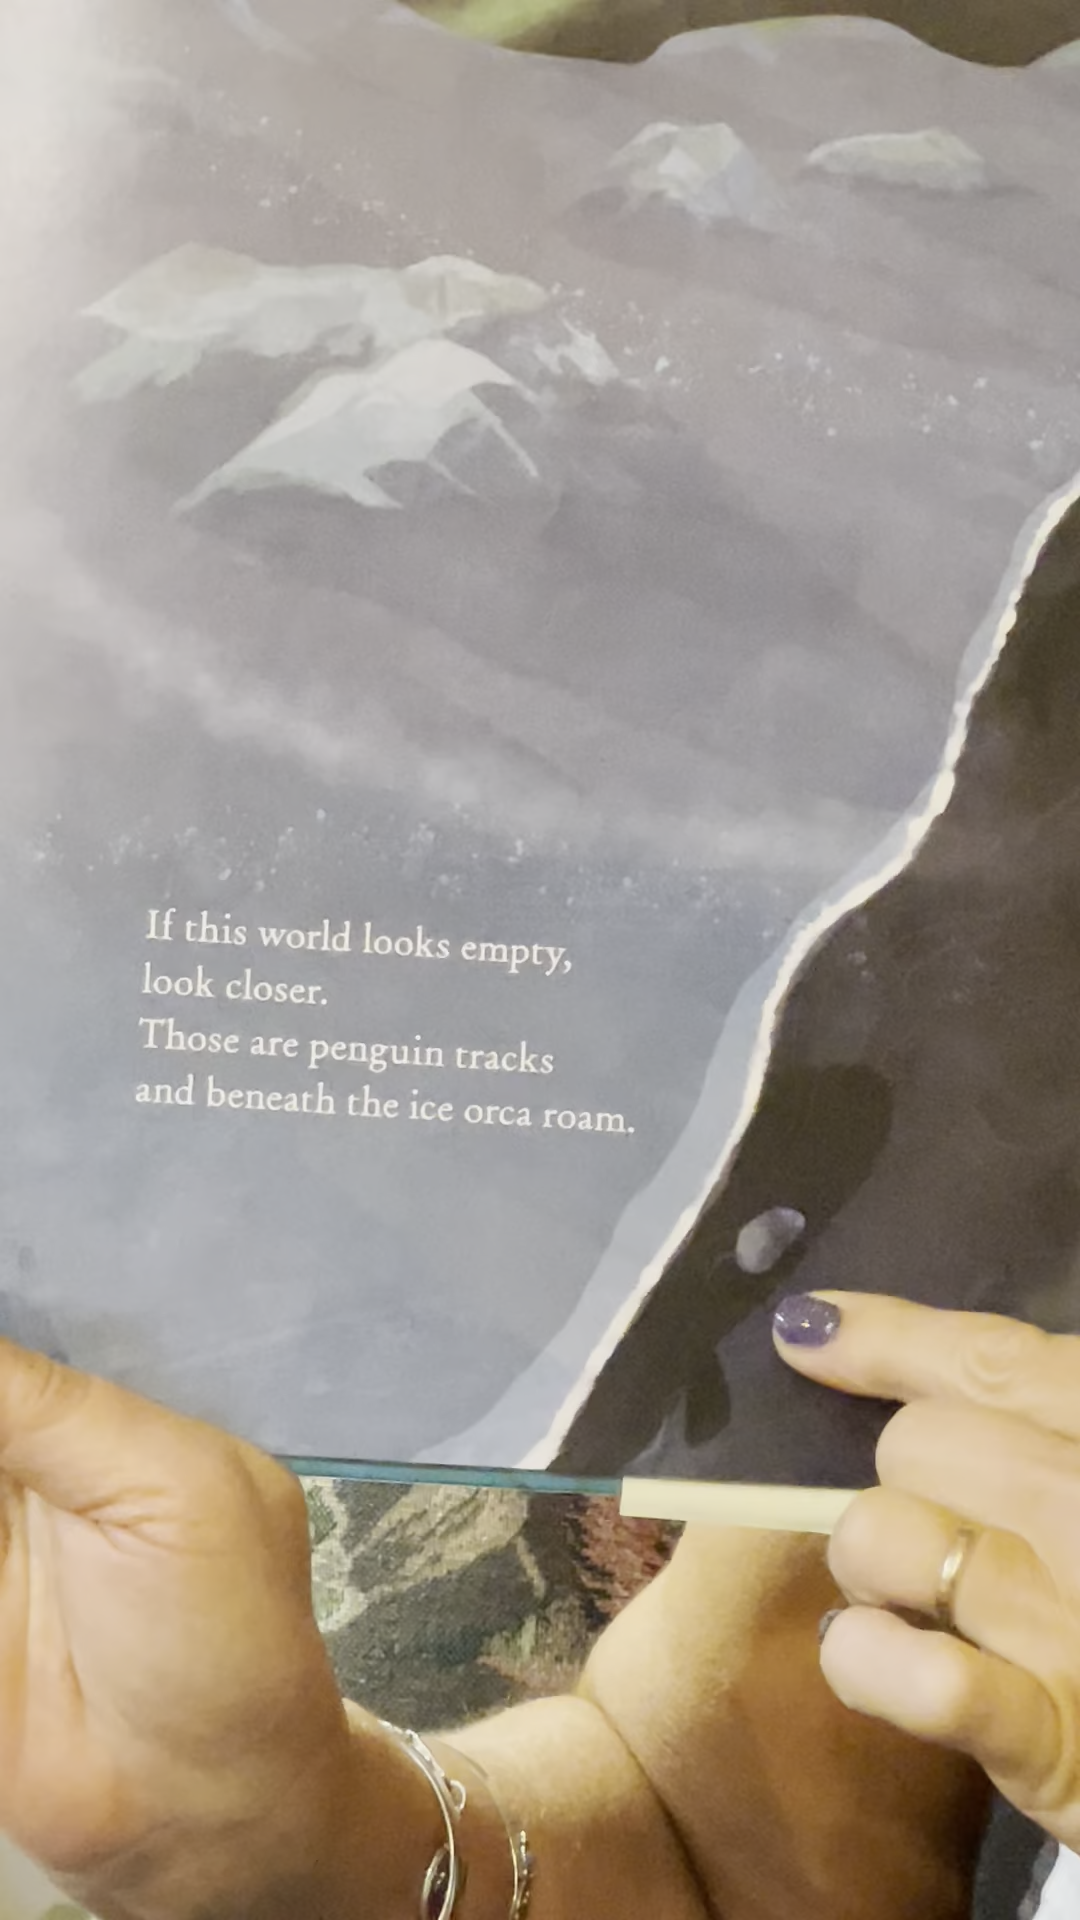 If this world looks empty,
look closer.
Those are penguin tracks
and beneath the ice orca roam.